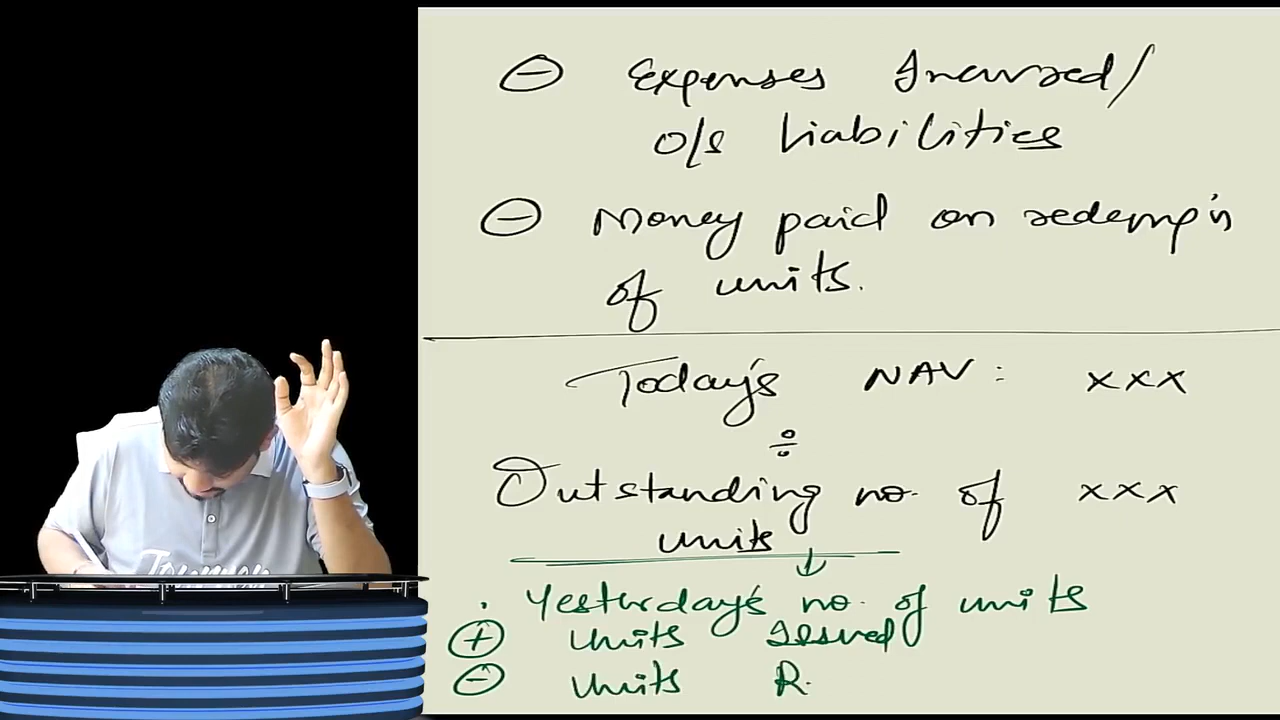 ⊖ Expenses Incurred/
o/s Liabilities
⊖ Money paid on redemp'n
of units.
Today's NAV : xxx
÷
Outstanding no. of xxx
units
↓
Yesterday's no. of units
⊕ Units Issued
⊖ Units R.